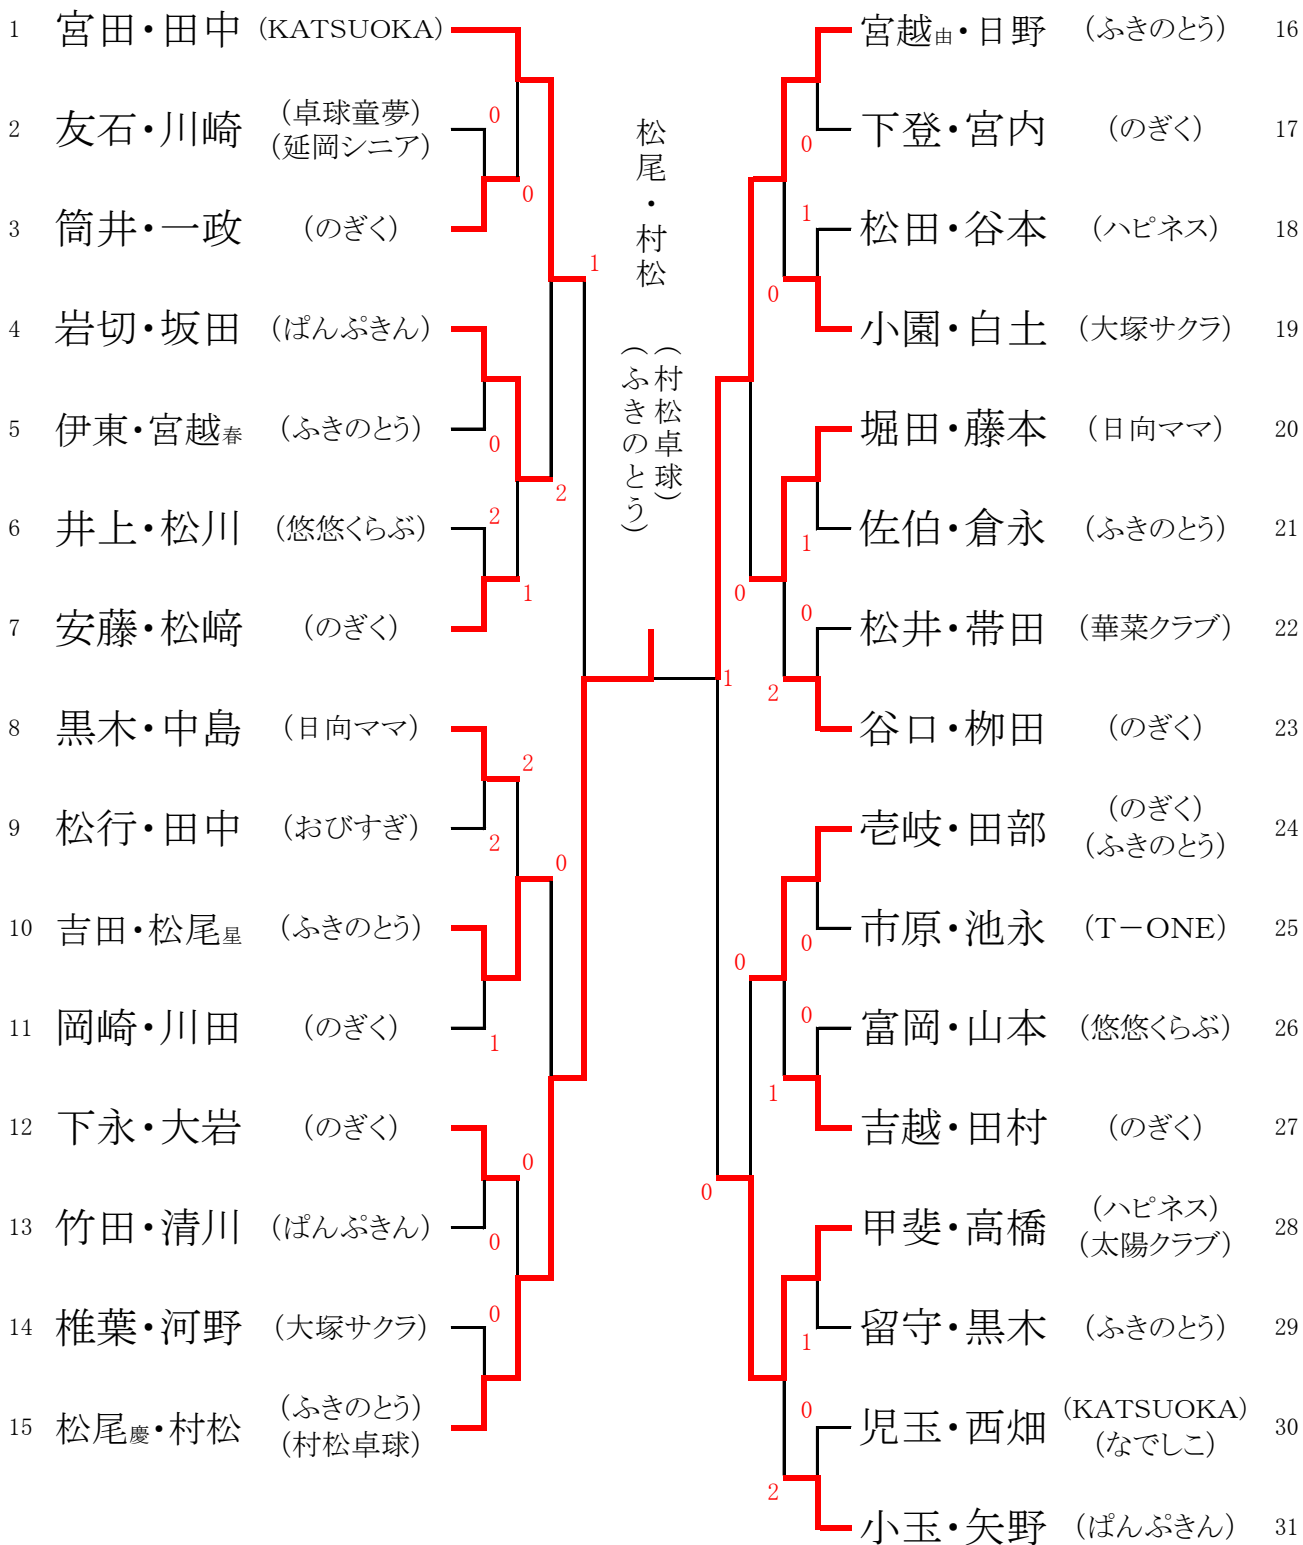 1 宮田・田中 (KATSUOKA)
0
2 友石・川崎 (卓球童夢)
(延岡シニア)
0
3 筒井・一政 (のぎく)
1
4 岩切・坂田 (ぱんぷきん)
5 伊東・宮越春 (ふきのとう)
0
2
6 井上・松川 (悠悠くらぶ)
2
1
7 安藤・松﨑 (のぎく)
8 黒木・中島 (日向ママ)
2
9 松行・田中 (おびすぎ)
2
0
10 吉田・松尾星 (ふきのとう)
11 岡崎・川田 (のぎく)
1
12 下永・大岩 (のぎく)
0
13 竹田・清川 (ぱんぷきん)
0
14 椎葉・河野 (大塚サクラ)
0
15 松尾慶・村松 (ふきのとう)
(村松卓球)
松尾・村松
(村松卓球)
(ふきのとう)
1
宮越由・日野 (ふきのとう) 16
下登・宮内 (のぎく) 17
0
松田・谷本 (ハピネス) 18
1
0
小園・白土 (大塚サクラ) 19
堀田・藤本 (日向ママ) 20
佐伯・倉永 (ふきのとう) 21
1
0
松井・帯田 (華菜クラブ) 22
0
2
谷口・栁田 (のぎく) 23
壱岐・田部 (のぎく)
(ふきのとう) 24
市原・池永 (T－ONE) 25
0
0
富岡・山本 (悠悠くらぶ) 26
0
1
吉越・田村 (のぎく) 27
0
甲斐・高橋 (ハピネス)
(太陽クラブ) 28
留守・黒木 (ふきのとう) 29
1
児玉・西畑 (KATSUOKA)
(なでしこ) 30
0
2
小玉・矢野 (ぱんぷきん) 31